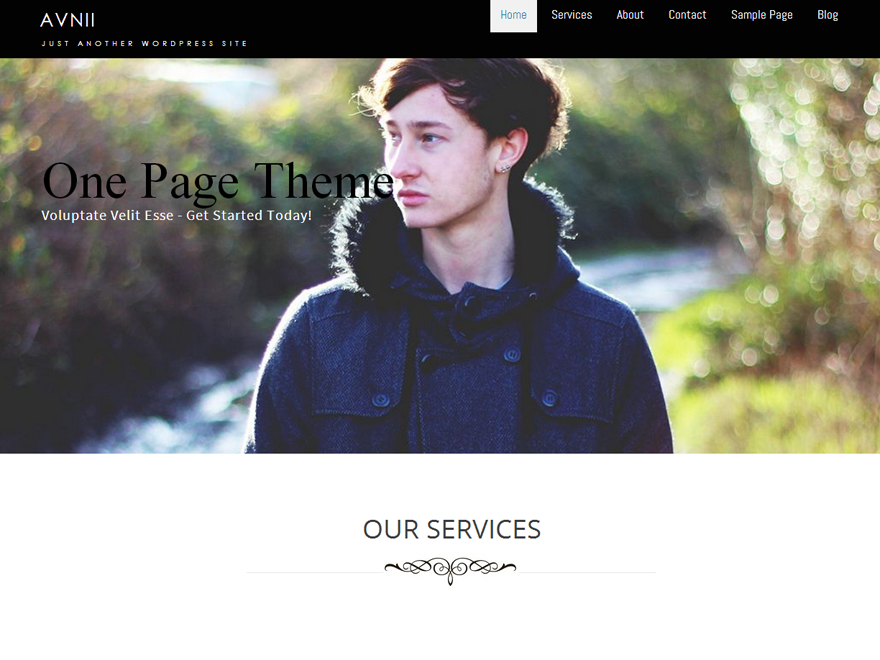 AVNII
JUST ANOTHER WORDPRESS SITE
Home
Services
About
Contact
Sample Page
Blog
One Page Theme
Voluptate Velit Esse - Get Started Today!
OUR SERVICES